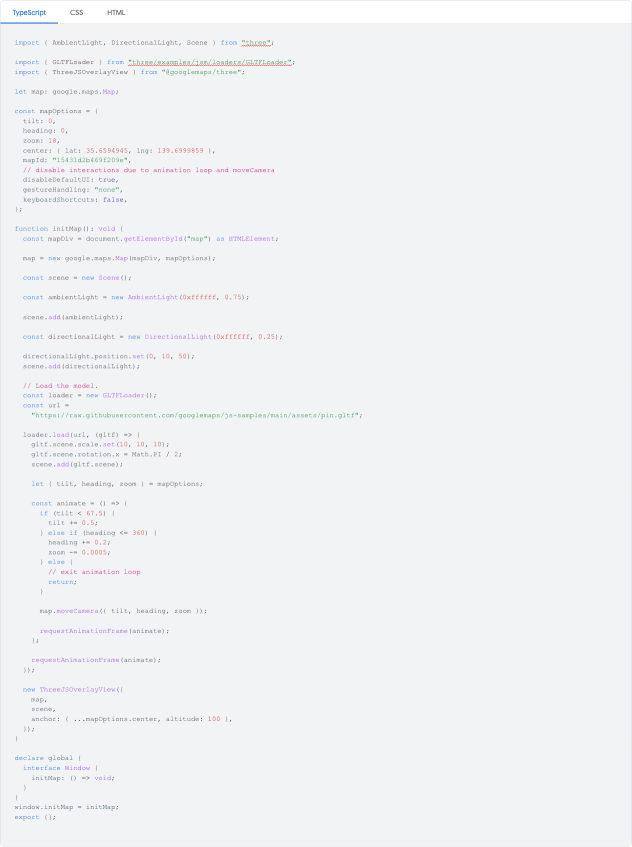 TypeScript CSS HTML
import { AmbientLight, DirectionalLight, Scene } from "three";
import { GLTFLoader } from "three/examples/jsm/loaders/GLTFLoader";
import { ThreeJSOverlayView } from "@googlemaps/three";
let map: google.maps.Map;
const mapOptions = {
tilt: 0,
heading: 0,
zoom: 18,
center: { lat: 35.6594945, lng: 139.6999859 },
mapId: "15431d2b469f209e",
// disable interactions due to animation loop and moveCamera
disableDefaultUI: true,
gestureHandling: "none",
keyboardShortcuts: false,
};
function initMap(): void {
const mapDiv = document.getElementById("map") as HTMLElement;
map = new google.maps.Map(mapDiv, mapOptions);
const scene = new Scene();
const ambientLight = new AmbientLight(0xffffff, 0.75);
scene.add(ambientLight);
const directionalLight = new DirectionalLight(0xffffff, 0.25);
directionalLight.position.set(0, 10, 50);
scene.add(directionalLight);
// Load the model.
const loader = new GLTFLoader();
const url =
"https://raw.githubusercontent.com/googlemaps/js-samples/main/assets/pin.gltf";
loader.load(url, (gltf) => {
gltf.scene.scale.set(10, 10, 10);
gltf.scene.rotation.x = Math.PI / 2;
scene.add(gltf.scene);
let { tilt, heading, zoom } = mapOptions;
const animate = () => {
if (tilt < 67.5) {
tilt += 0.5;
} else if (heading <= 360) {
heading += 0.2;
zoom -= 0.0005;
} else {
// exit animation loop
return;
}
map.moveCamera({ tilt, heading, zoom });
requestAnimationFrame(animate);
};
requestAnimationFrame(animate);
});
new ThreeJSOverlayView({
map,
scene,
anchor: { ...mapOptions.center, altitude: 100 },
});
}
declare global {
interface Window {
initMap: () => void;
}
}
window.initMap = initMap;
export {};